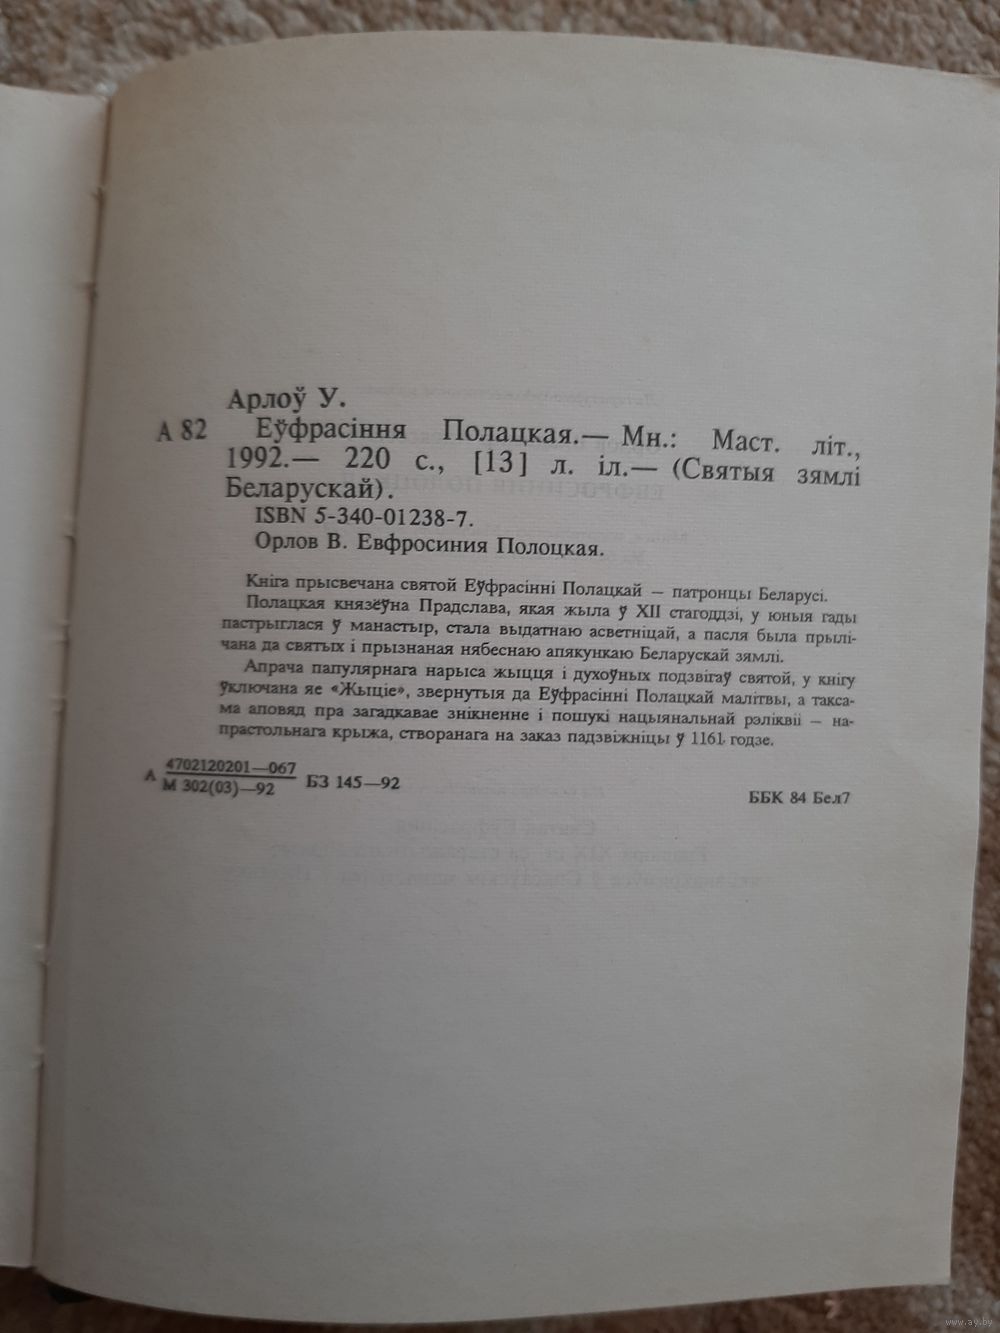 Арлоў У.
А 82 Еўфрасіння Полацкая.— Мн.: Маст. літ.,
1992.— 220 с., [13] л. іл.— (Святыя зямлі
Беларускай).
ISBN 5-340-01238-7.
Орлов В. Евфросиния Полоцкая.
Кніга прысвечана святой Еўфрасінні Полацкай — патронцы Беларусі.
Полацкая князёўна Прадслава, якая жыла ў XII стагоддзі, у юныя гады
пастрыглася ў манастыр, стала выдатнаю асветніцай, а пасля была прылі-
чана да святых і прызнаная нябеснаю апякункаю Беларускай зямлі.
Апрача папулярнага нарыса жыцця і духоўных подзвігаў святой, у кнігу
ўключана яе «Жыціе», звернутыя да Еўфрасінні Полацкай малітвы, а такса-
ма аповяд пра загадкавае знікненне і пошукі нацыянальнай рэліквіі — на-
прастольнага крыжа, створанага на заказ падзвіжніцы ў 1161 годзе.
А 4702120201—067
М 302(03)—92 БЗ 145—92
ББК 84 Бел7
www.ay.by